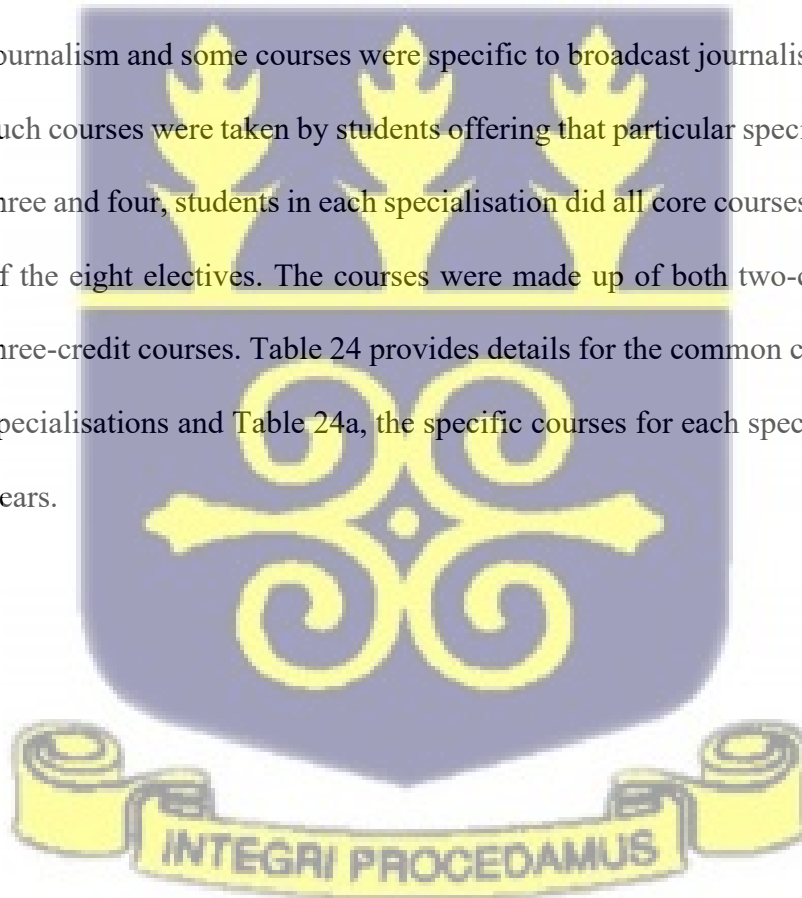 ournalism and some courses were specific to broadcast journalis
uch courses were taken by students offering that particular speci
hree and four, students in each specialisation did all core courses
f the eight electives. The courses were made up of both two-c
hree-credit courses. Table 24 provides details for the common c
pecialisations and Table 24a, the specific courses for each spec
ears.
INTEGRI PROCEDAMUS